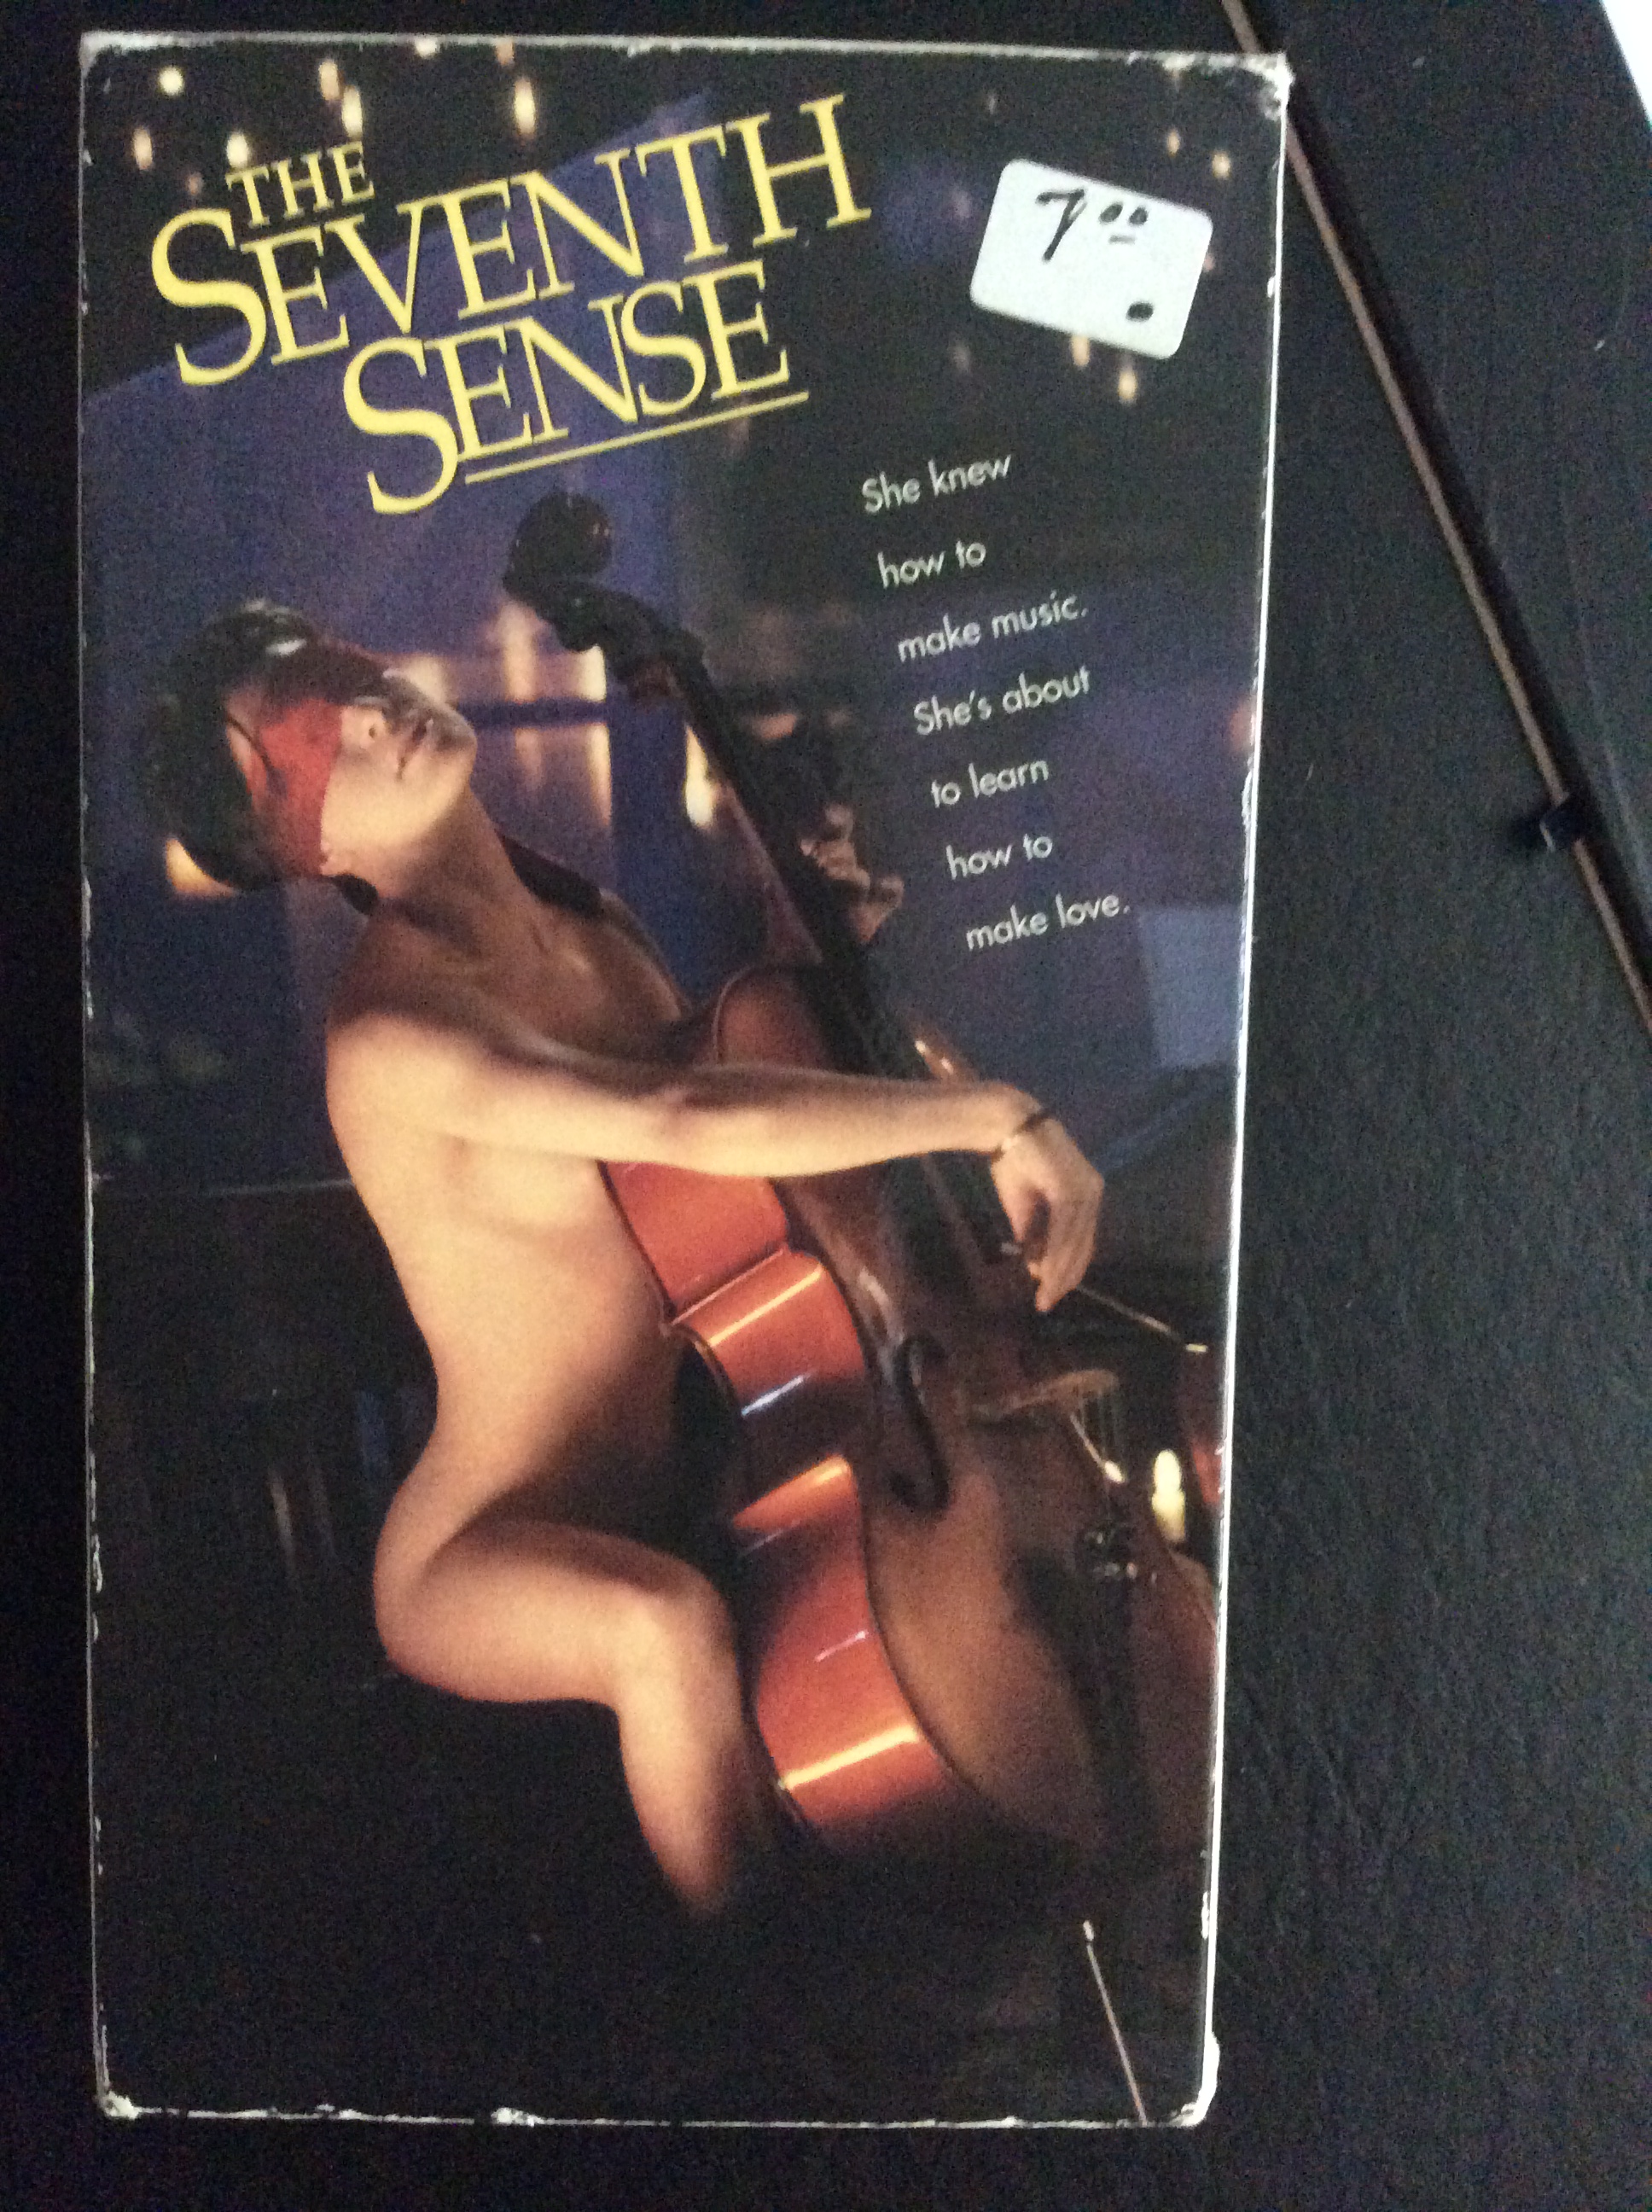 THE
SEVENTH
SENSE
7 00
She knew
how to
make music.
She's about
to learn
how to
make love.